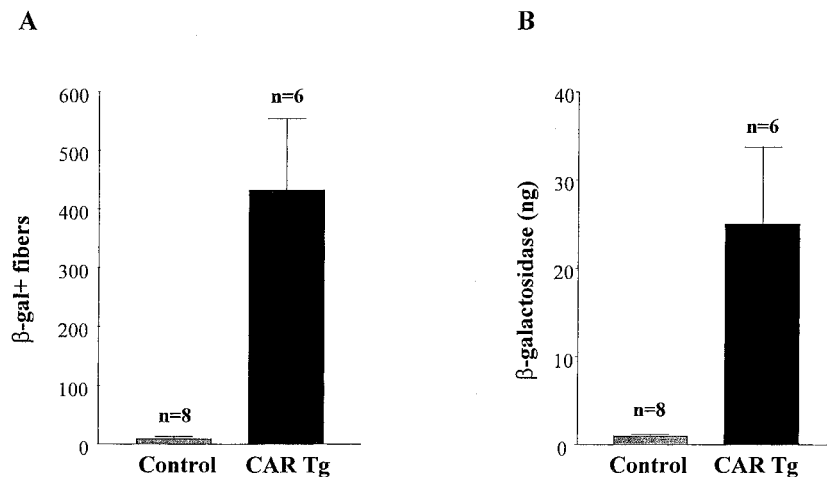 A
β-gal+ fibers
600
500
400
300
200
100
0
n=8
n=6
Control CAR Tg
B
β-galactosidase (ng)
40
30
20
10
0
n=8
n=6
Control CAR Tg